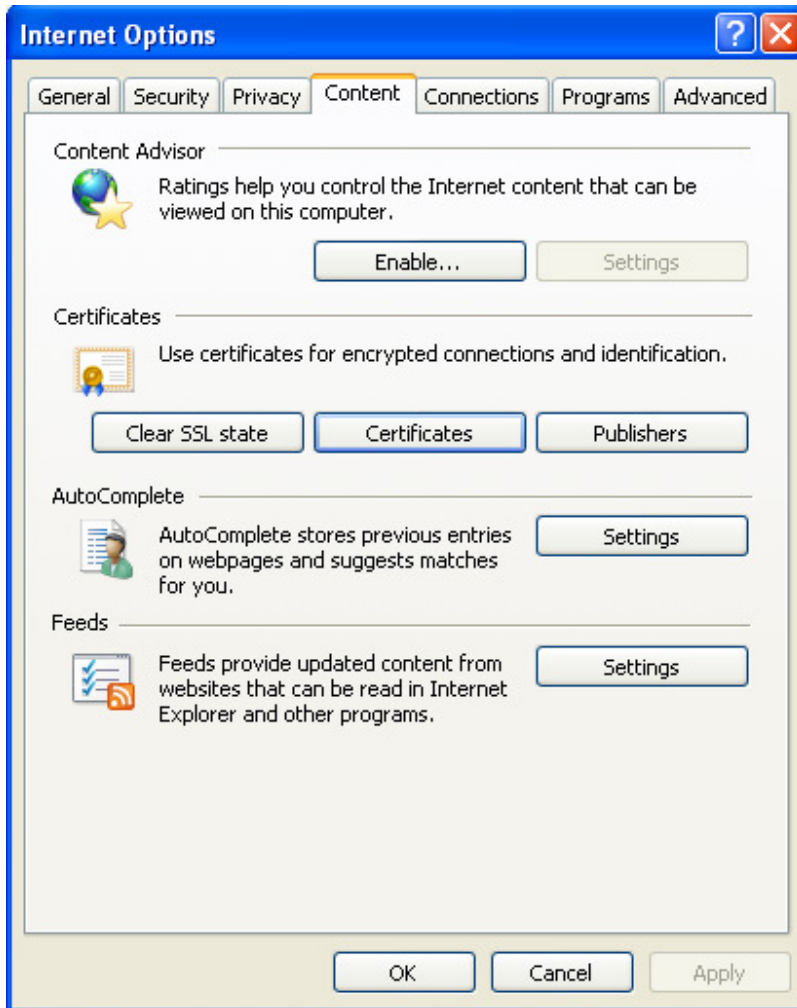 Internet Options
?
General Security Privacy Content Connections Programs Advanced
Content Advisor
Ratings help you control the Internet content that can be
viewed on this computer.
Enable... Settings
Certificates
Use certificates for encrypted connections and identification.
Clear SSL state Certificates Publishers
AutoComplete
AutoComplete stores previous entries
on webpages and suggests matches
for you.
Settings
Feeds
Feeds provide updated content from
websites that can be read in Internet
Explorer and other programs.
Settings
OK Cancel Apply